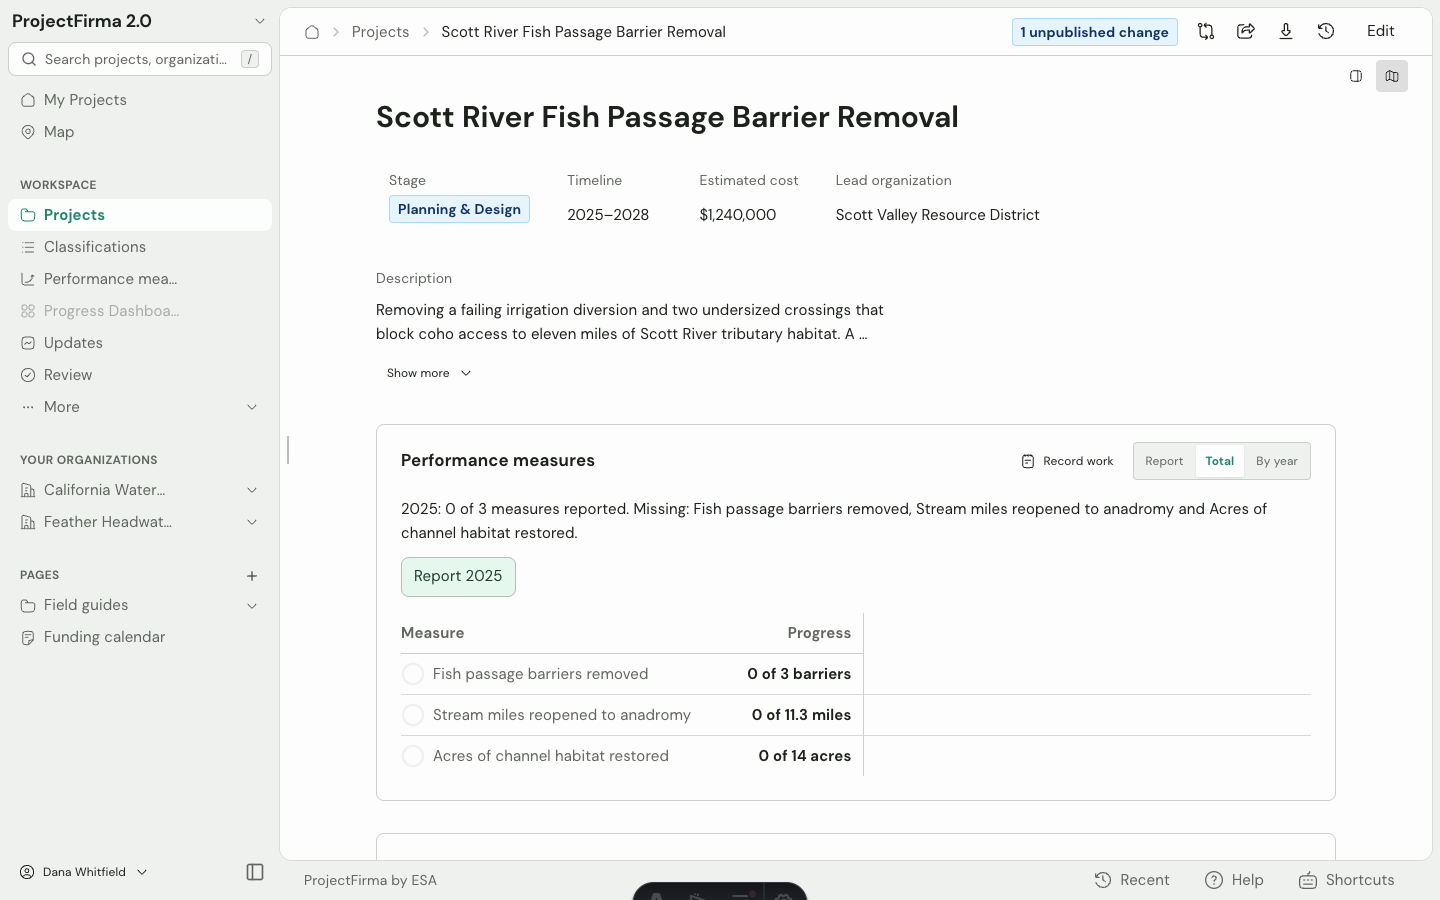 ProjectFirma 2.0
Search projects, organizati...
/
My Projects
Map
WORKSPACE
Projects
Classifications
Performance mea...
Progress Dashboa...
Updates
Review
More
YOUR ORGANIZATIONS
California Water...
Feather Headwat...
PAGES
Field guides
Funding calendar
Dana Whitfield
Projects
Scott River Fish Passage Barrier Removal
1 unpublished change
Edit
Scott River Fish Passage Barrier Removal
Stage
Timeline
Estimated cost
Lead organization
Planning & Design
2025–2028
$1,240,000
Scott Valley Resource District
Description
Removing a failing irrigation diversion and two undersized crossings that
block coho access to eleven miles of Scott River tributary habitat. A ...
Show more
Performance measures
Record work
Report
Total
By year
2025: 0 of 3 measures reported. Missing: Fish passage barriers removed, Stream miles reopened to anadromy and Acres of
channel habitat restored.
Report 2025
Measure
Progress
Fish passage barriers removed
0 of 3 barriers
Stream miles reopened to anadromy
0 of 11.3 miles
Acres of channel habitat restored
0 of 14 acres
ProjectFirma by ESA
Recent
Help
Shortcuts